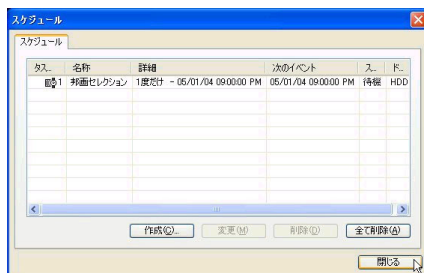 スケジュール
スケジュール
タス... 名称 詳細 次のイベント ス... ド...
1 邦画セレクション 1度だけ - 05/01/04 09:00:00 PM 05/01/04 09:00:00 PM 待機 HDD
作成(C)... 変更(M) 削除(D) 全て削除(A)
閉じる